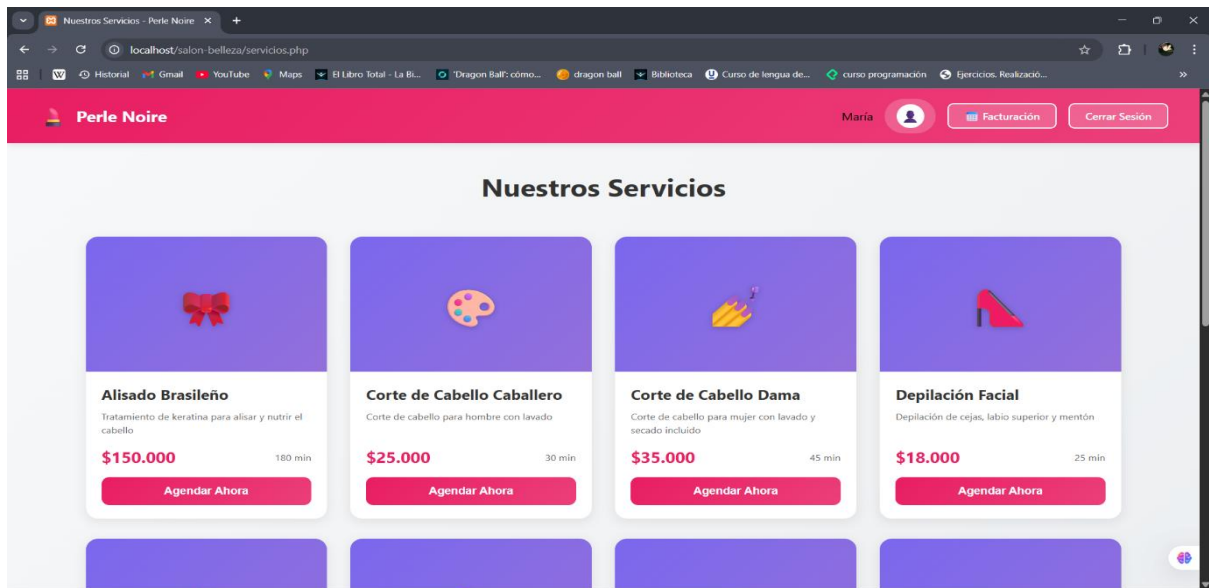 Nuestros Servicios - Perle Noire
localhost/salon-belleza/servicios.php
Historial Gmail YouTube Maps El Libro Total - La Bi... 'Dragon Ball': cómo... dragon ball Biblioteca Curso de lengua de... curso programación Ejercicios. Realizació... »
Perle Noire María Facturación Cerrar Sesión
Nuestros Servicios
Alisado Brasileño
Tratamiento de keratina para alisar y nutrir el
cabello
$150.000 180 min
Agendar Ahora
Corte de Cabello Caballero
Corte de cabello para hombre con lavado
$25.000 30 min
Agendar Ahora
Corte de Cabello Dama
Corte de cabello para mujer con lavado y
secado incluido
$35.000 45 min
Agendar Ahora
Depilación Facial
Depilación de cejas, labio superior y mentón
$18.000 25 min
Agendar Ahora